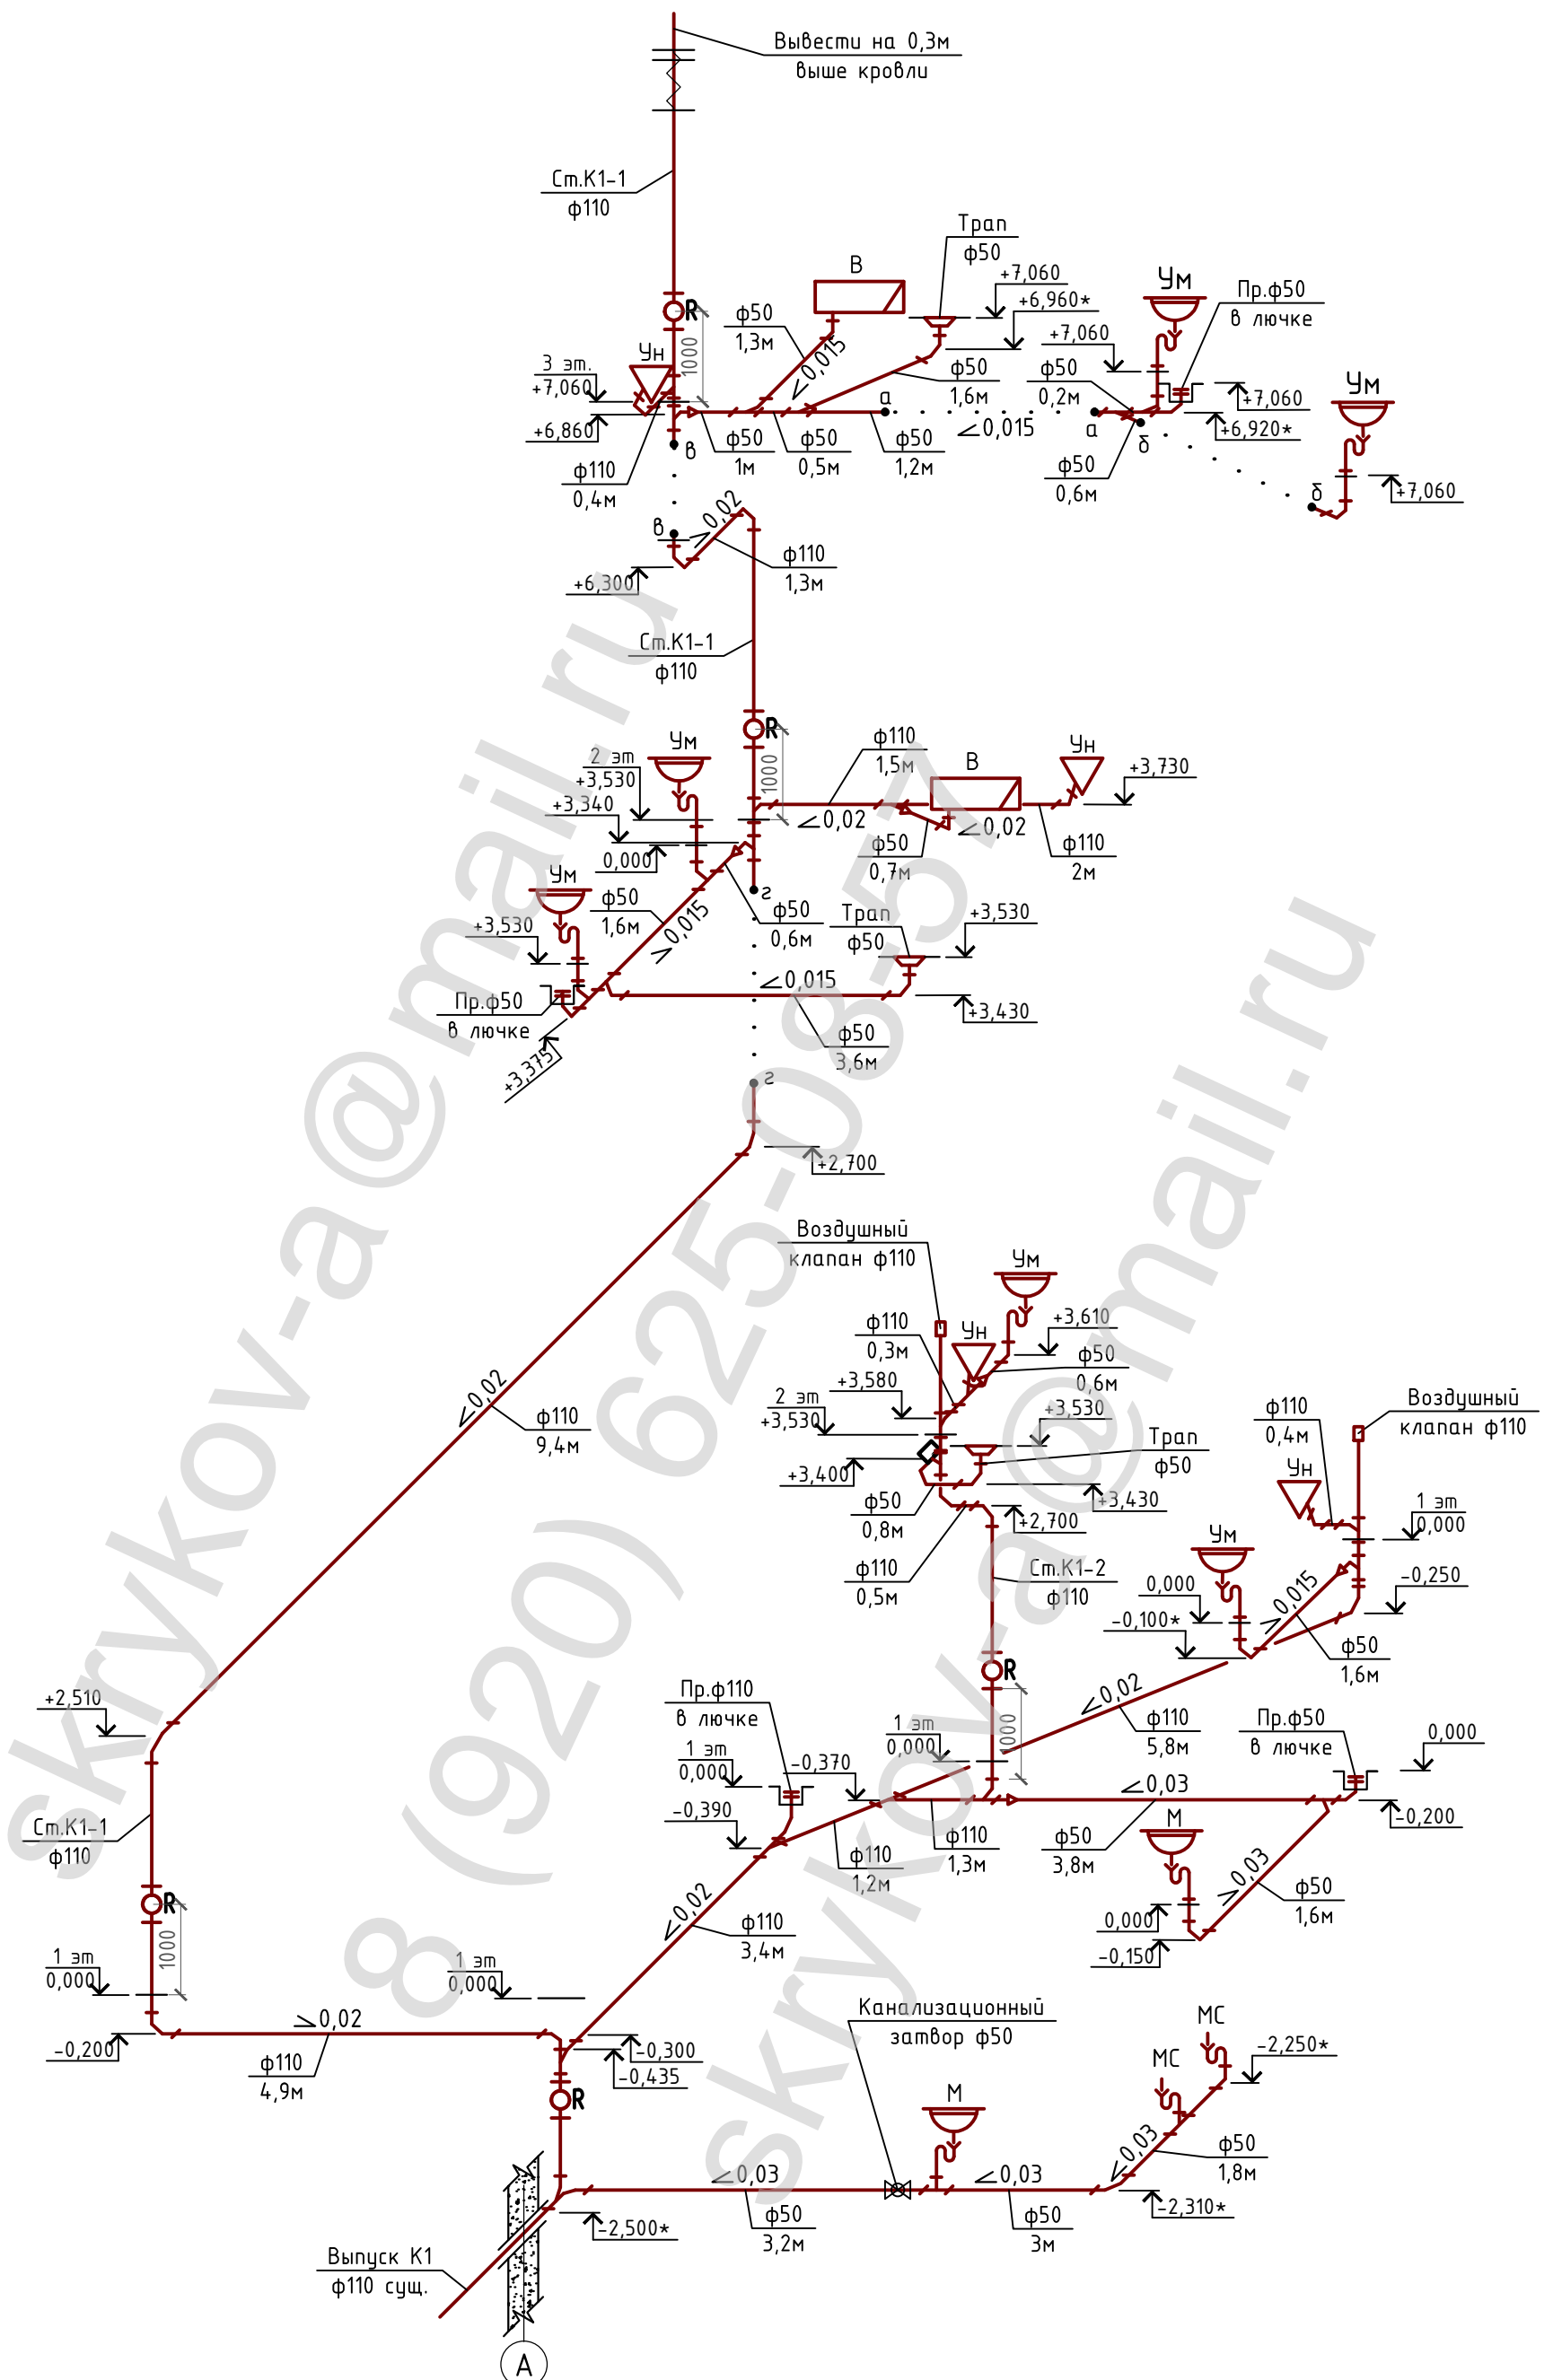 Вывести на 0,3м
выше кровли
Ст.К1-1
ф110
Трап
ф50
В
+7,060
+6,960*
Ум
Пр.ф50
в лючке
R
1000
ф50
1,3м
∠0,015
Ун
3 эт.
+7,060
+6,860
+7,060
ф50
1,6м
ф50
0,2м
+7,060
+6,920*
Ум
а
а
∠0,015
б
в
ф50
1м
ф50
0,5м
ф50
1,2м
ф110
0,4м
ф50
0,6м
б
+7,060
в
0,02
ф110
1,3м
+6,300
Ст.К1-1
ф110
R
1000
ф110
1,5м
В
Ун
+3,730
2 эт
+3,530
+3,340
0,000
Ум
∠0,02
∠0,02
ф50
0,7м
ф110
2м
Ум
+3,530
ф50
1,6м
0,015
г
ф50
0,6м
Трап
ф50
+3,530
Пр.ф50
в лючке
∠0,015
+3,430
+3,375
ф50
3,6м
г
+2,700
Воздушный
клапан ф110
Ум
+3,610
ф110
0,3м
Ун
ф50
0,6м
+3,580
2 эт
+3,530
+3,530
Трап
ф50
+3,400
+3,430
ф50
0,8м
+2,700
ф110
0,5м
Ст.К1-2
ф110
∠0,02
ф110
9,4м
ф110
0,4м
Воздушный
клапан ф110
Ун
1 эт
0,000
Ум
0,000
-0,100*
-0,250
0,015
ф50
1,6м
R
1000
∠0,02
ф110
5,8м
+2,510
Пр.ф110
в лючке
1 эт
0,000
1 эт
0,000
-0,370
-0,390
Пр.ф50
в лючке
0,000
∠0,03
-0,200
М
ф110
1,2м
ф110
1,3м
ф50
3,8м
0,03
ф50
1,6м
0,000
-0,150
Ст.К1-1
ф110
R
1000
1 эт
0,000
1 эт
0,000
∠0,02
ф110
3,4м
-0,200
0,02
ф110
4,9м
-0,300
-0,435
R
Канализационный
затвор ф50
МС
МС
-2,250*
М
∠0,03
ф50
1,8м
∠0,03
∠0,03
-2,310*
ф50
3,2м
ф50
3м
-2,500*
Выпуск К1
ф110 сущ.
А
skrykov-a@mail.ru
8 (920) 625-08-57
skrykov-a@mail.ru